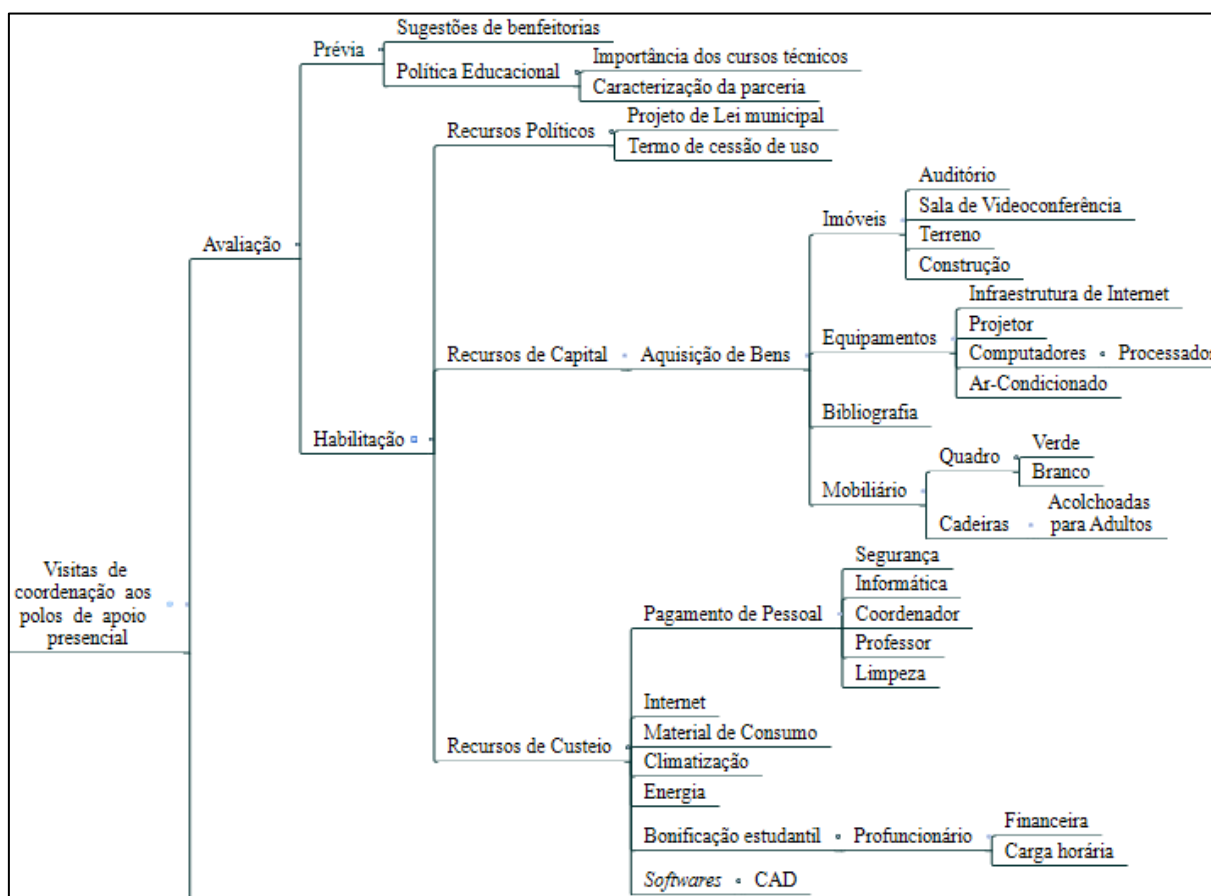 Sugestões de benfeitorias
Prévia
Política Educacional
Importância dos cursos técnicos
Caracterização da parceria
Recursos Políticos
Projeto de Lei municipal
Termo de cessão de uso
Avaliação
Auditório
Imóveis
Sala de Videoconferência
Terreno
Construção
Infraestrutura de Internet
Recursos de Capital
Aquisição de Bens
Equipamentos
Projetor
Computadores
Processador
Ar-Condicionado
Bibliografia
Habilitação
Mobiliário
Quadro
Verde
Branco
Cadeiras
Acolchoadas
para Adultos
Visitas de
coordenação aos
polos de apoio
presencial
Segurança
Informática
Pagamento de Pessoal
Coordenador
Professor
Limpeza
Internet
Recursos de Custeio
Material de Consumo
Climatização
Energia
Bonificação estudantil
Profuncionário
Financeira
Carga horária
Softwares
CAD